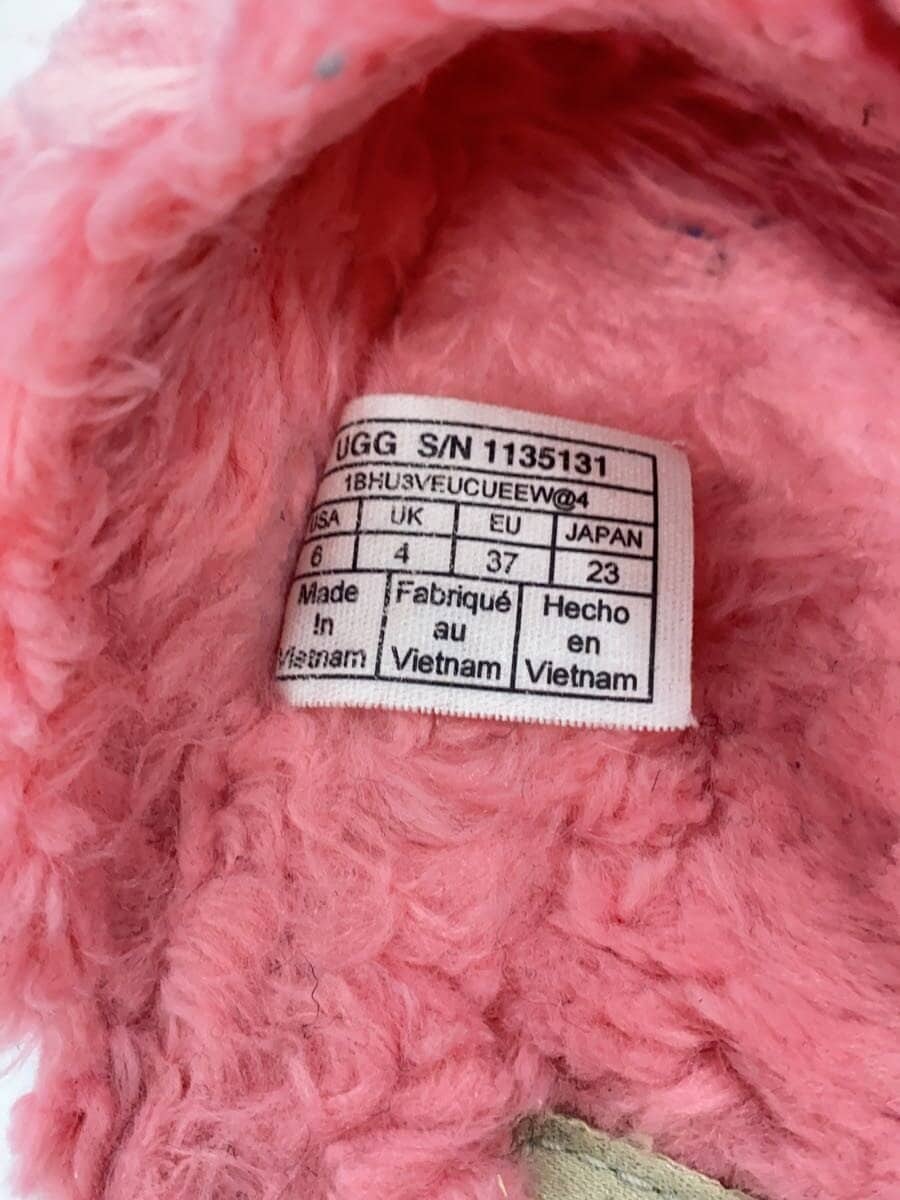 UGG S/N 1135131
1BHU3VEUCUEEW@4
USA UK EU JAPAN
6 4 37 23
Made Fabriqué Hecho
In au en
Vietnam Vietnam Vietnam